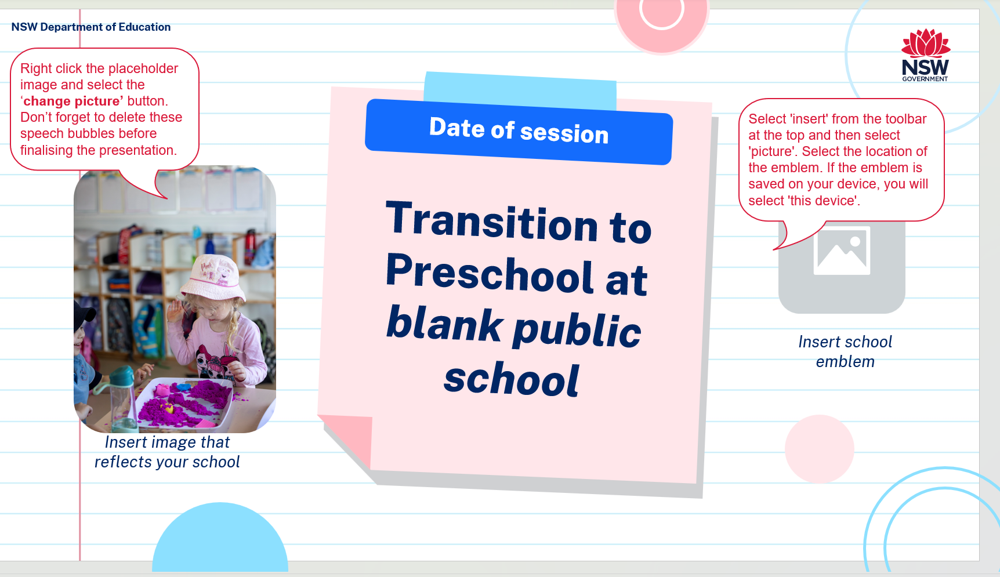 NSW Department of Education
Right click the placeholder
image and select the
‘change picture’ button.
Don’t forget to delete these
speech bubbles before
finalising the presentation.
Insert image that
reflects your school
Date of session
Transition to
Preschool at
blank public
school
NSW
GOVERNMENT
Select 'insert' from the toolbar
at the top and then select
'picture'. Select the location of
the emblem. If the emblem is
saved on your device, you will
select 'this device'.
Insert school
emblem